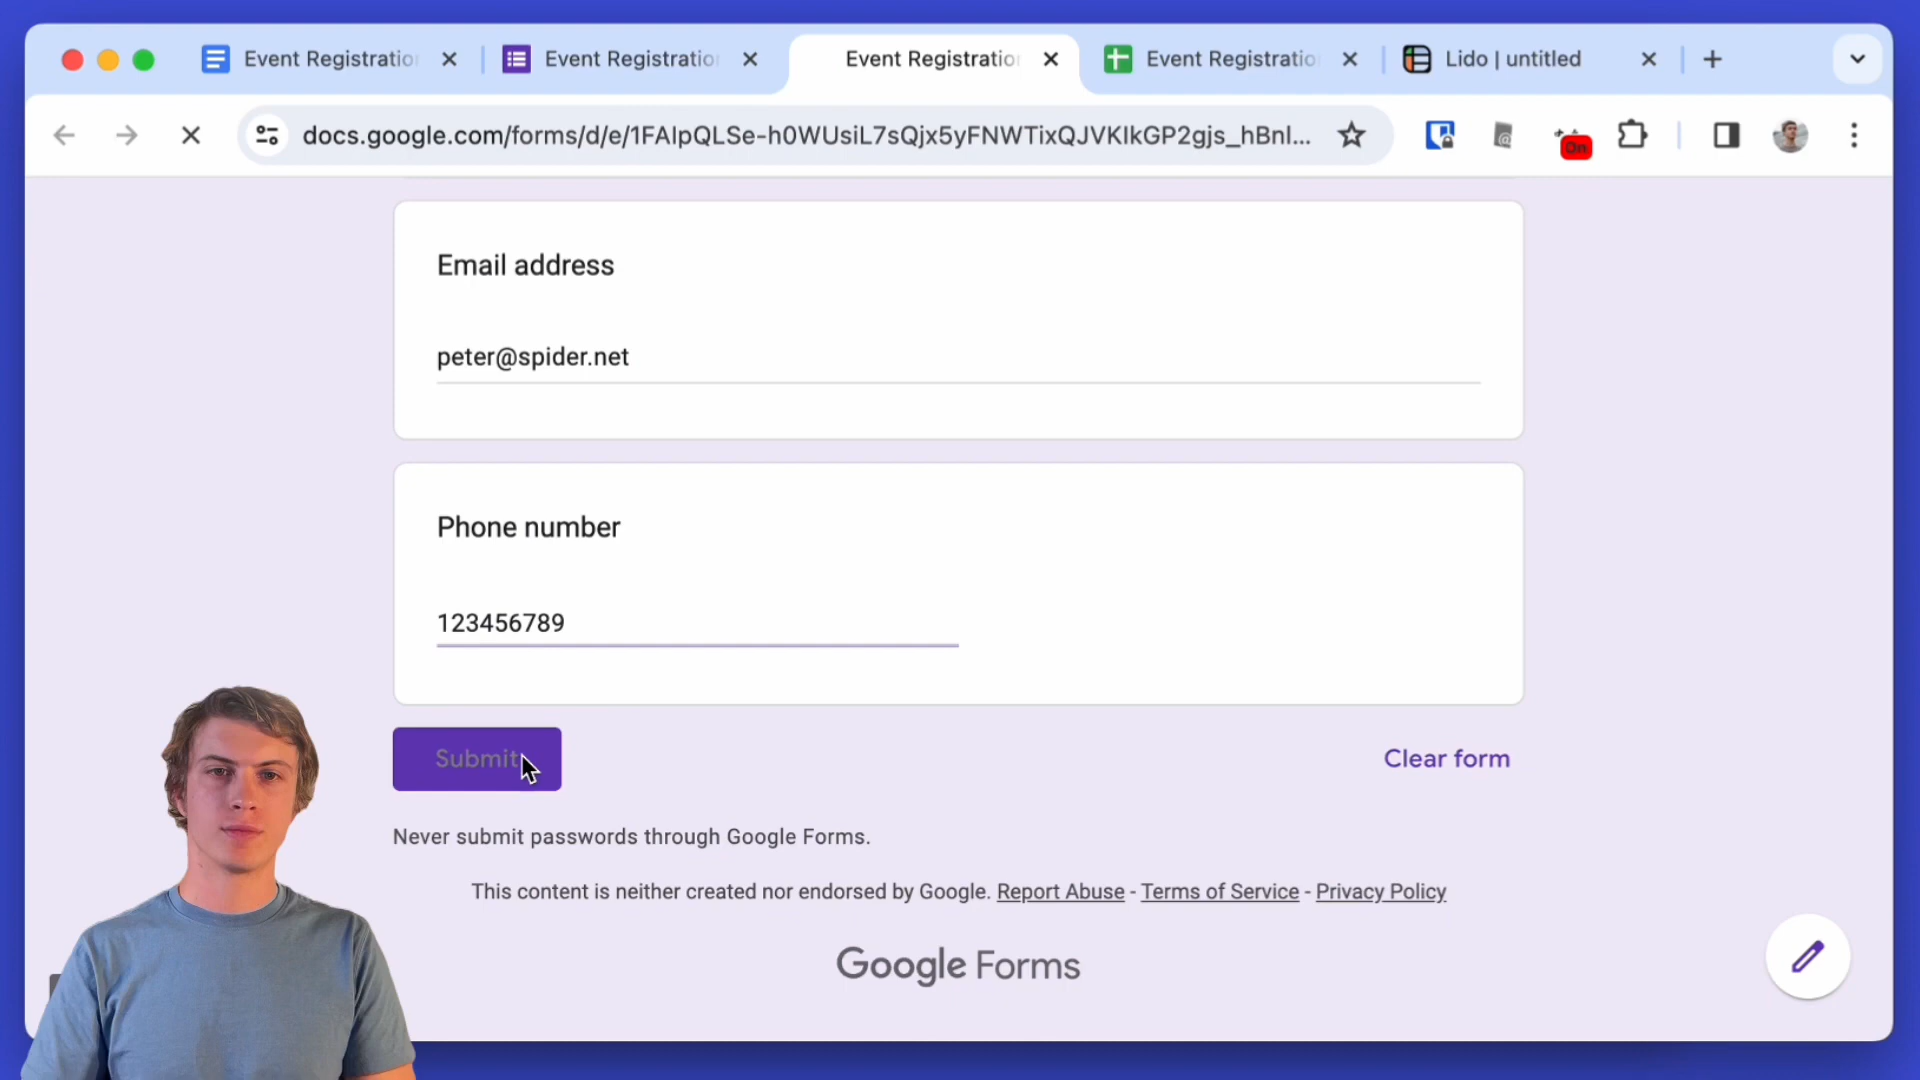 Event Registratio
Event Registratio
Event Registratio
Event Registratio
Lido | untitled
docs.google.com/forms/d/e/1FAIpQLSe-h0WUsiL7sQjx5yFNWTixQJVKIkGP2gjs_hBnl...
On
Email address
peter@spider.net
Phone number
123456789
Submit
Clear form
Never submit passwords through Google Forms.
This content is neither created nor endorsed by Google. Report Abuse - Terms of Service - Privacy Policy
Google Forms